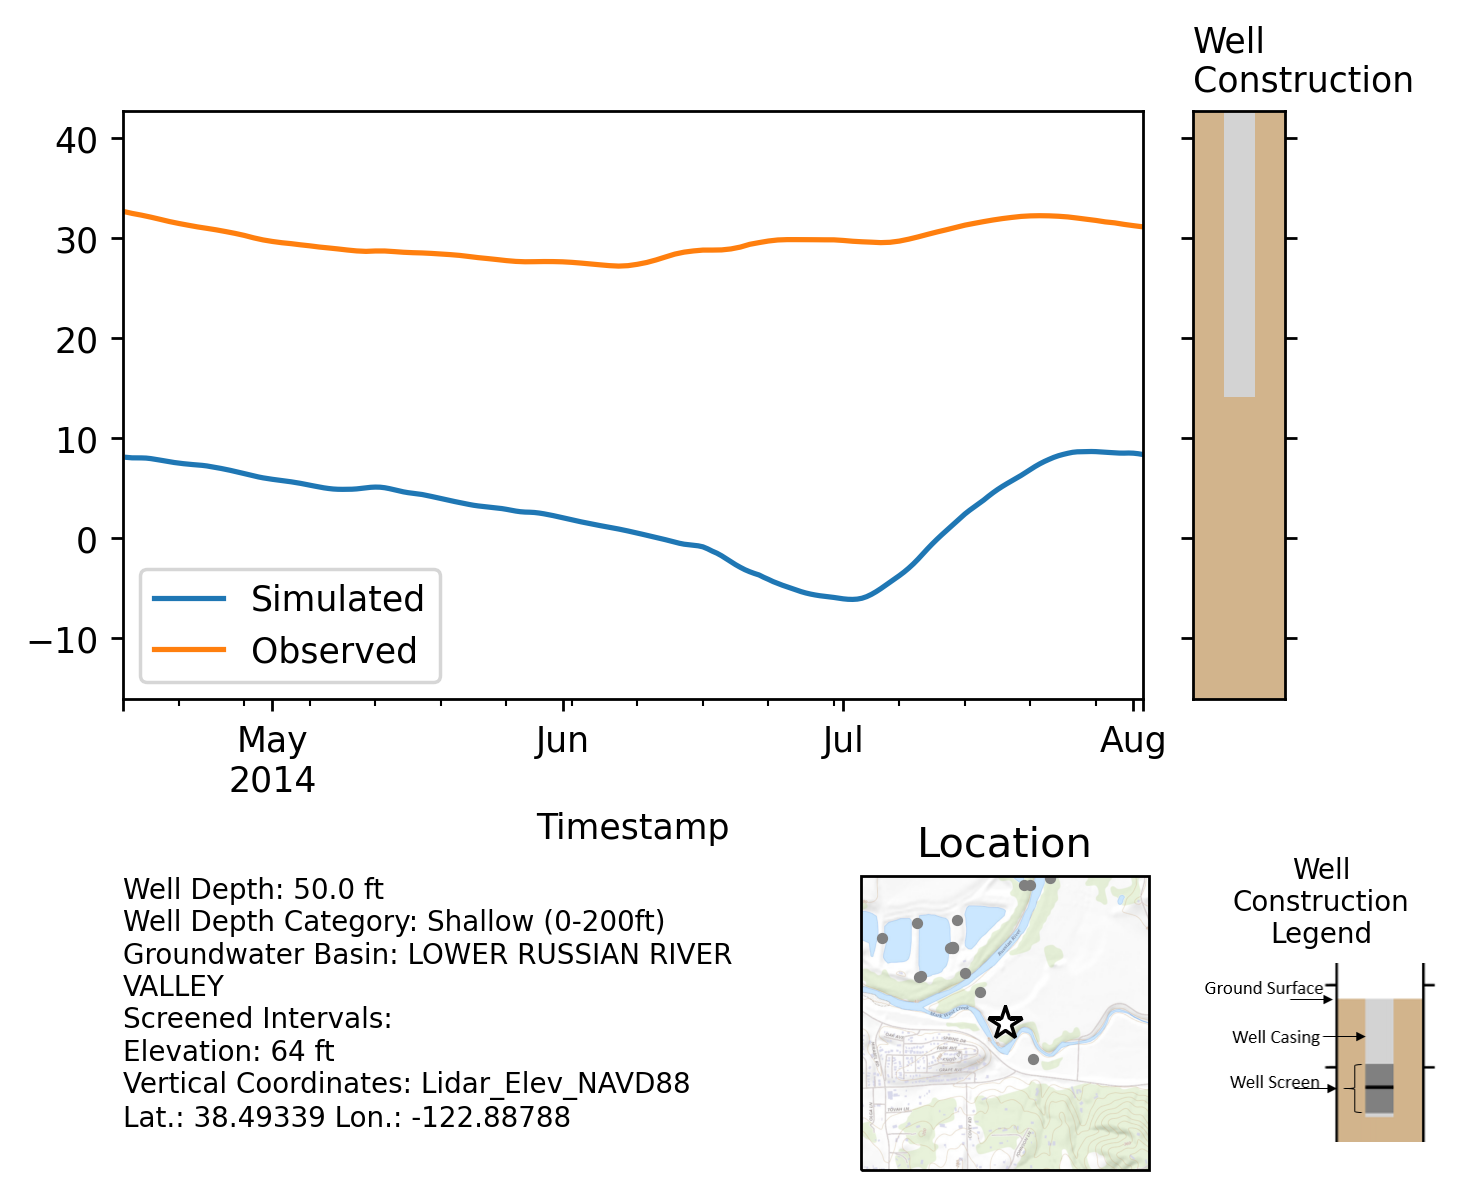 Well
Construction
40
30
20
10
0
−10
Simulated
Observed
May
2014
Jun
Jul
Aug
Timestamp
Well Depth: 50.0 ft
Well Depth Category: Shallow (0-200ft)
Groundwater Basin: LOWER RUSSIAN RIVER
VALLEY
Screened Intervals:
Elevation: 64 ft
Vertical Coordinates: Lidar_Elev_NAVD88
Lat.: 38.49339 Lon.: -122.88788
Location
Well
Construction
Legend
Ground Surface
Well Casing
Well Screen